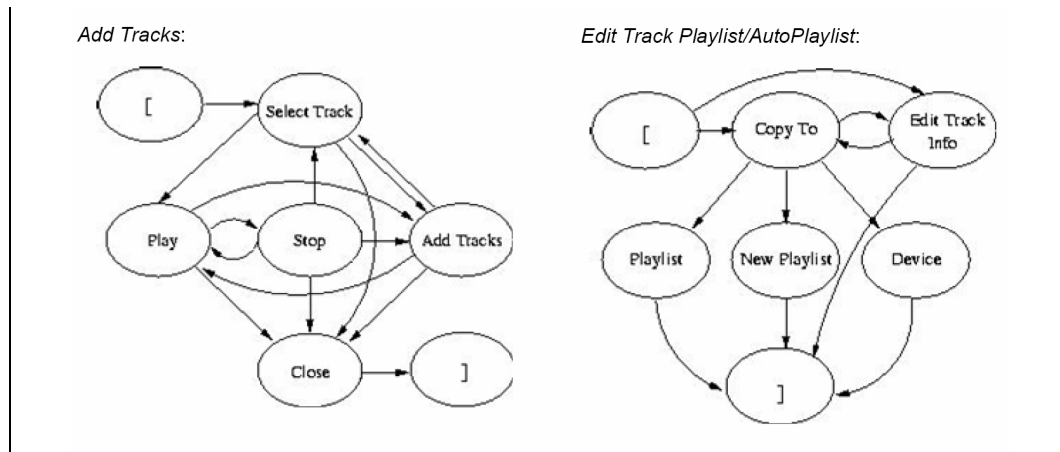 Add Tracks:
[
Select Track
Play
Stop
Add Tracks
Close
]
Edit Track Playlist/AutoPlaylist:
[
Copy To
Edit Track
Info
Playlist
New Playlist
Device
]